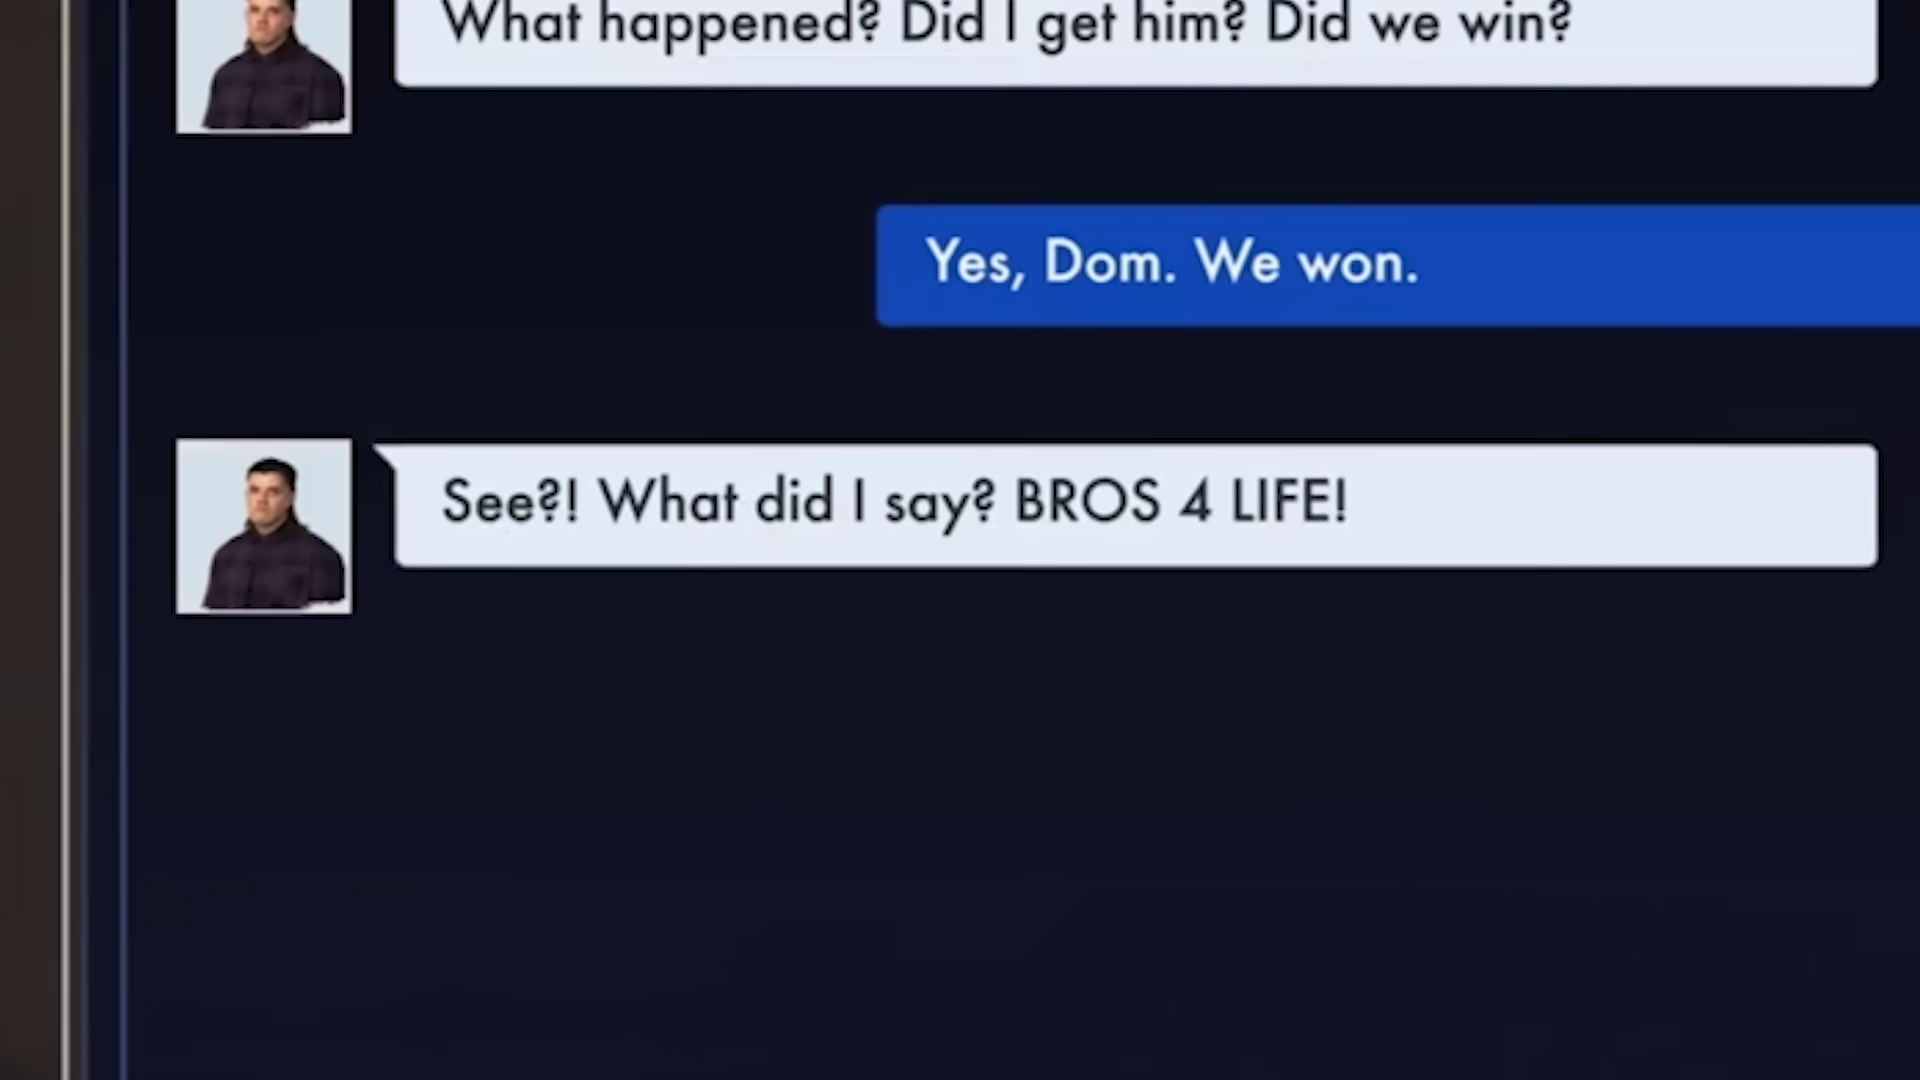 What happened? Did I get him? Did we win?
Yes, Dom. We won.
See?! What did I say? BROS 4 LIFE!